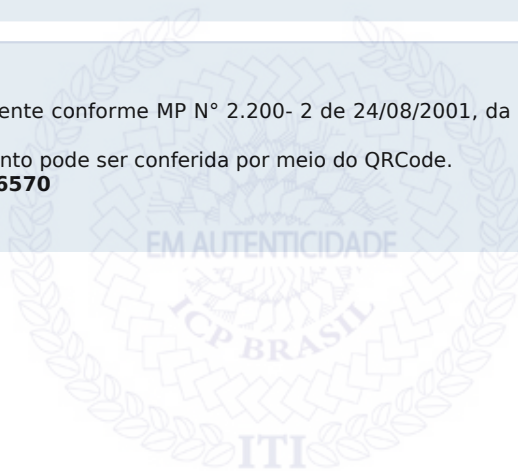 ente conforme MP N° 2.200- 2 de 24/08/2001, da
nto pode ser conferida por meio do QRCode.
6570
EM AUTENTICIDADE
ICP BRASIL
ITI